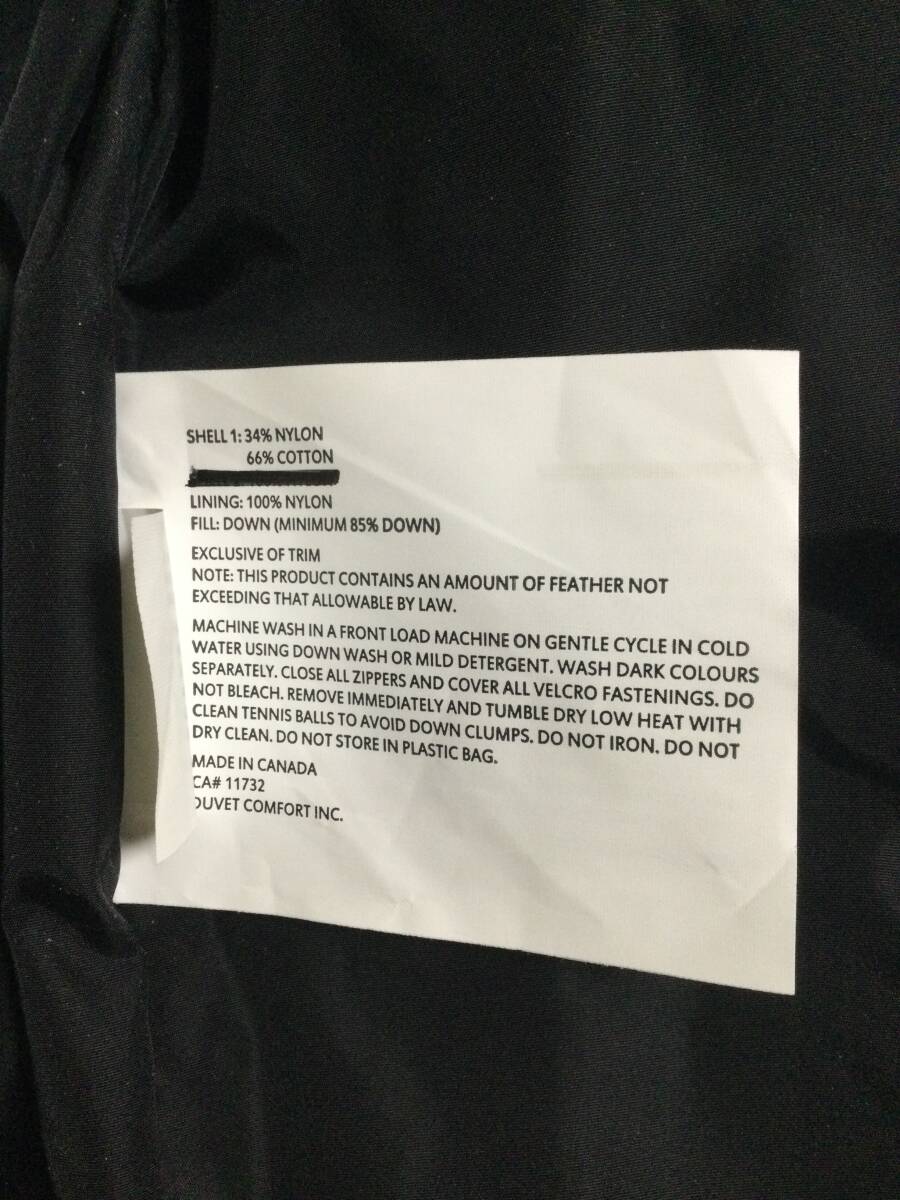 SHELL 1: 34% NYLON
66% COTTON
LINING: 100% NYLON
FILL: DOWN (MINIMUM 85% DOWN)
EXCLUSIVE OF TRIM
NOTE: THIS PRODUCT CONTAINS AN AMOUNT OF FEATHER NOT
EXCEEDING THAT ALLOWABLE BY LAW.
MACHINE WASH IN A FRONT LOAD MACHINE ON GENTLE CYCLE IN COLD
WATER USING DOWN WASH OR MILD DETERGENT. WASH DARK COLOURS
SEPARATELY. CLOSE ALL ZIPPERS AND COVER ALL VELCRO FASTENINGS. DO
NOT BLEACH. REMOVE IMMEDIATELY AND TUMBLE DRY LOW HEAT WITH
CLEAN TENNIS BALLS TO AVOID DOWN CLUMPS. DO NOT IRON. DO NOT
DRY CLEAN. DO NOT STORE IN PLASTIC BAG.
MADE IN CANADA
CA# 11732
DUVET COMFORT INC.